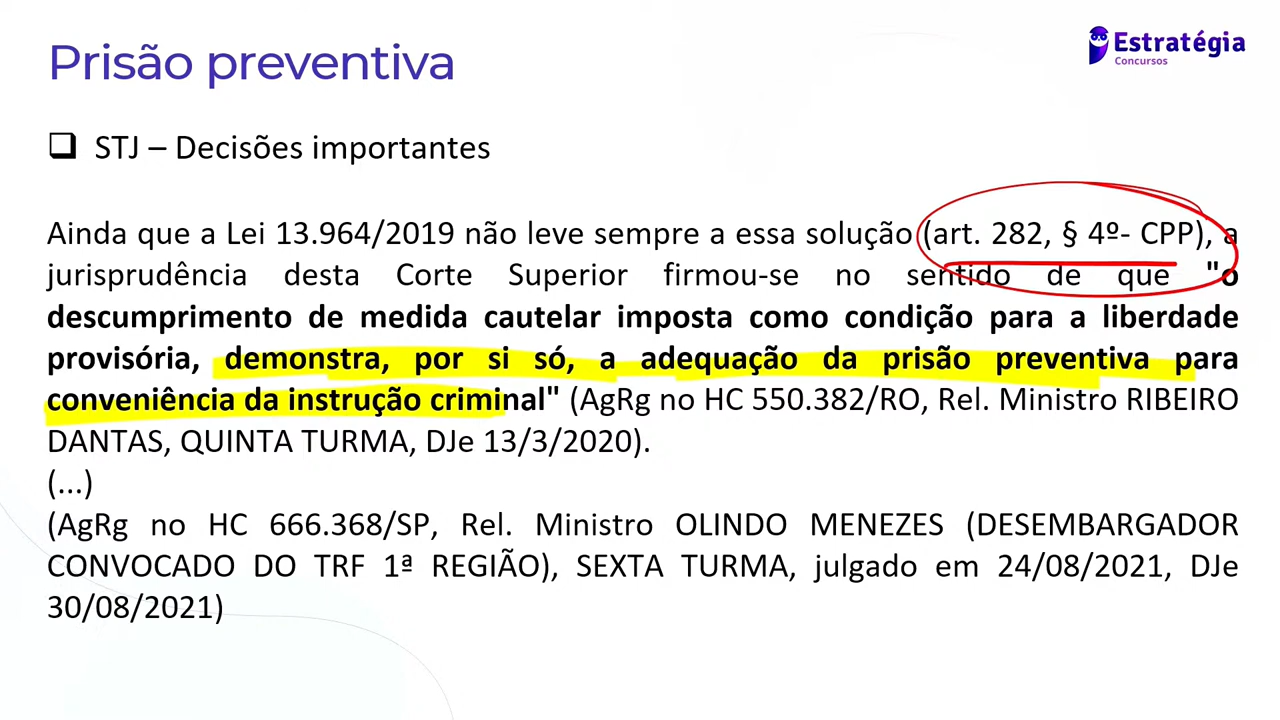 Prisão preventiva
Estratégia
Concursos
STJ – Decisões importantes
Ainda que a Lei 13.964/2019 não leve sempre a essa solução (art. 282, § 4º- CPP), a
jurisprudência desta Corte Superior firmou-se no sentido de que "o
descumprimento de medida cautelar imposta como condição para a liberdade
provisória, demonstra, por si só, a adequação da prisão preventiva para
conveniência da instrução criminal" (AgRg no HC 550.382/RO, Rel. Ministro RIBEIRO
DANTAS, QUINTA TURMA, DJe 13/3/2020).
(...)
(AgRg no HC 666.368/SP, Rel. Ministro OLINDO MENEZES (DESEMBARGADOR
CONVOCADO DO TRF 1ª REGIÃO), SEXTA TURMA, julgado em 24/08/2021, DJe
30/08/2021)